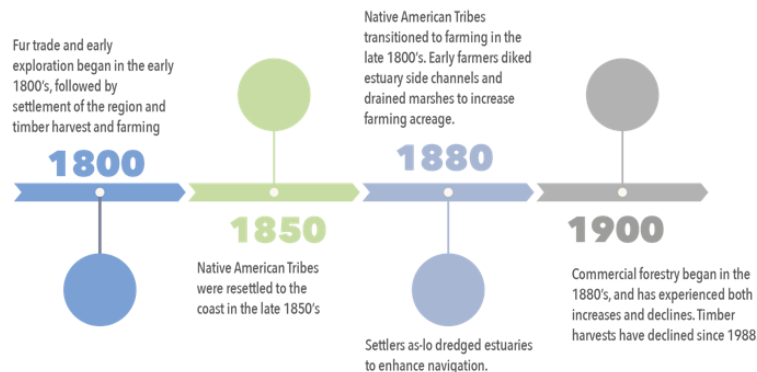 Fur trade and early
exploration began in the early
1800's, followed by
settlement of the region and
timber harvest and farming
1800
1850
Native American Tribes
were resettled to the
coast in the late 1850's
Native American Tribes
transitioned to farming in the
late 1800's. Early farmers diked
estuary side channels and
drained marshes to increase
farming acreage.
1880
Settlers as-lo dredged estuaries
to enhance navigation.
1900
Commercial forestry began in the
1880's, and has experienced both
increases and declines. Timber
harvests have declined since 1988